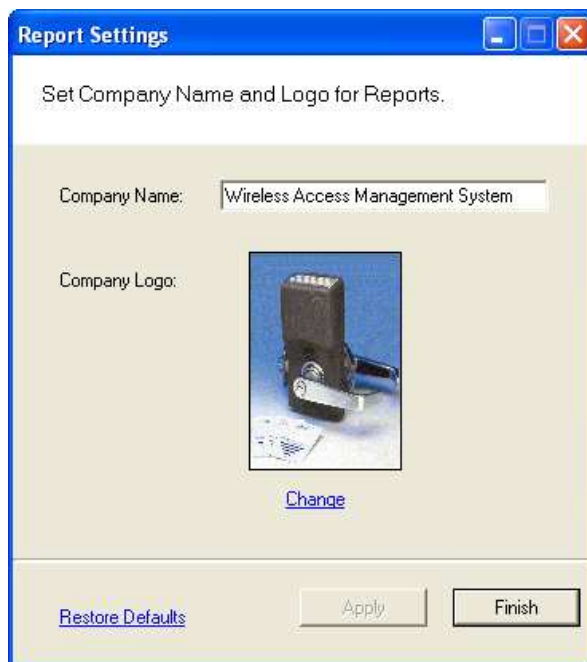 Report Settings
Set Company Name and Logo for Reports.
Company Name: Wireless Access Management System
Company Logo:
Change
Restore Defaults Apply Finish